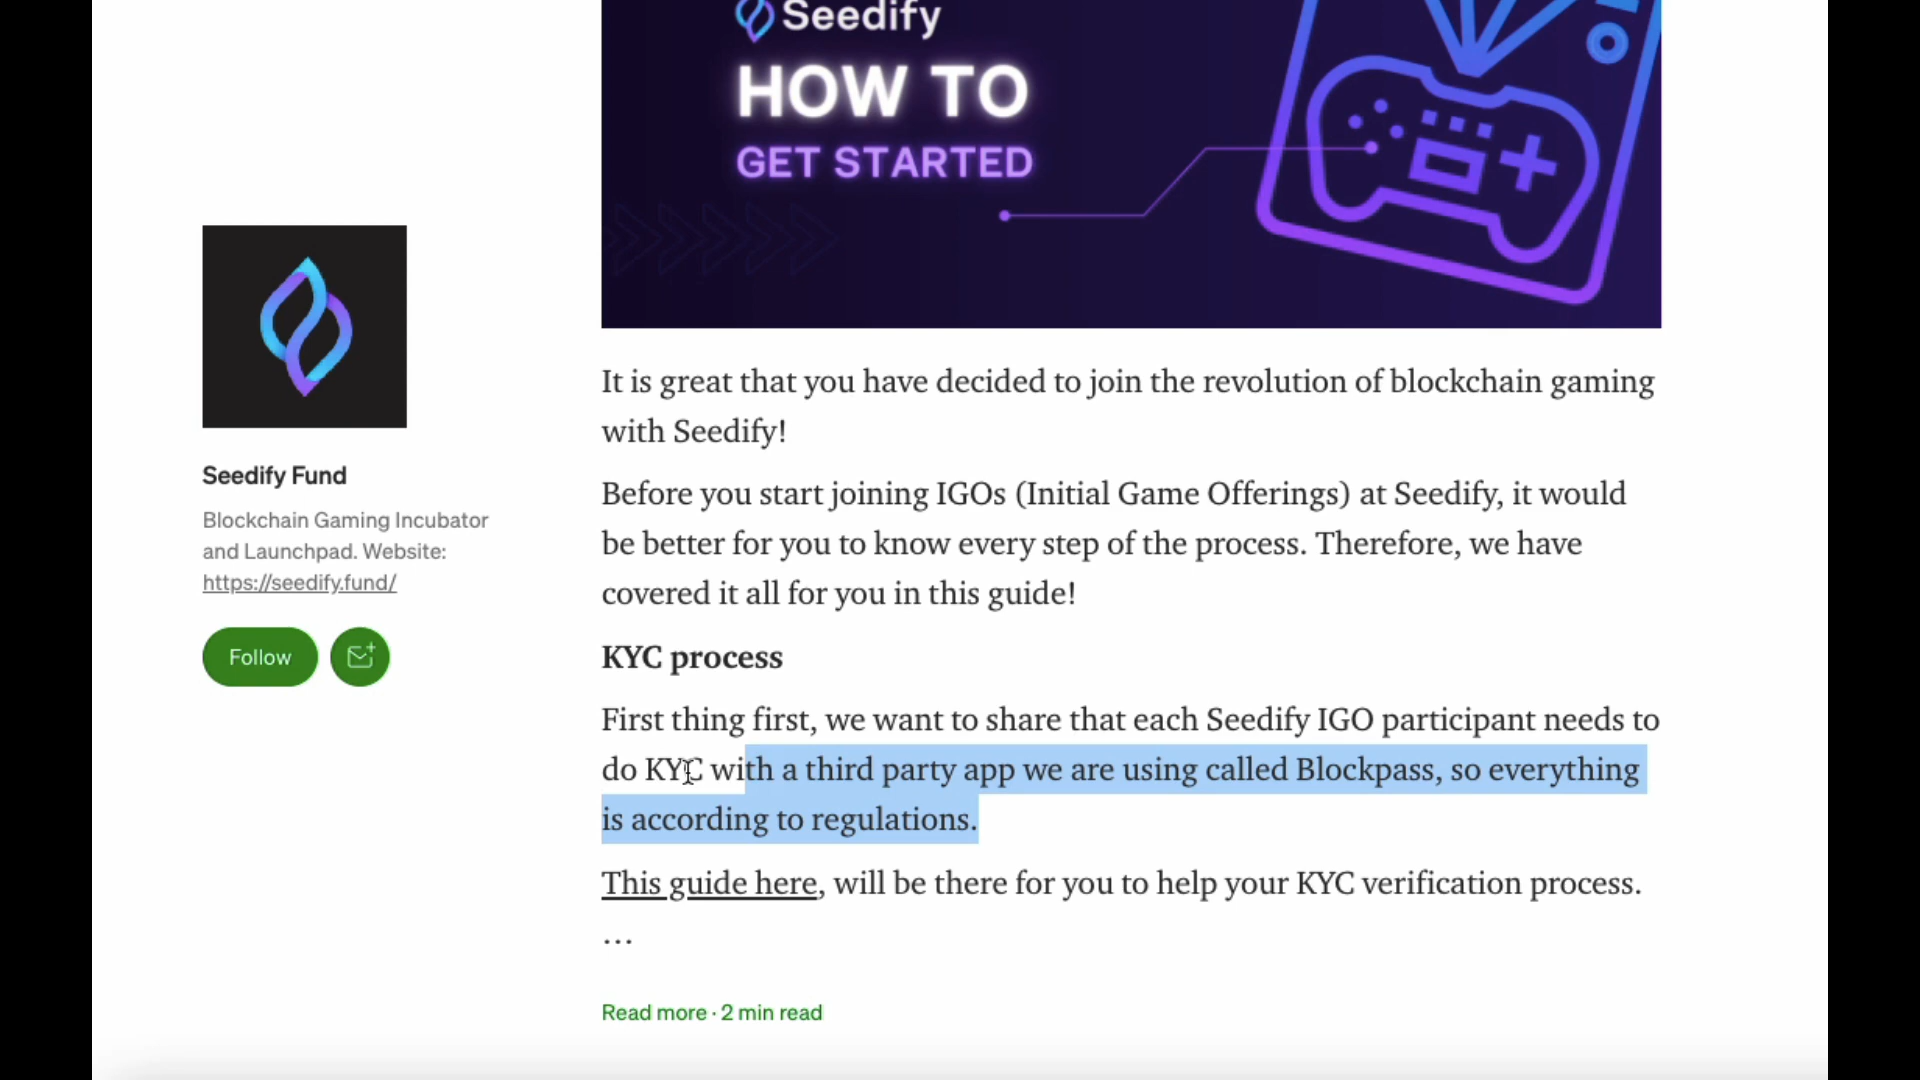 Seedify
HOW TO
GET STARTED
Seedify Fund
Blockchain Gaming Incubator
and Launchpad. Website:
https://seedify.fund/
Follow
It is great that you have decided to join the revolution of blockchain gaming
with Seedify!
Before you start joining IGOs (Initial Game Offerings) at Seedify, it would
be better for you to know every step of the process. Therefore, we have
covered it all for you in this guide!
KYC process
First thing first, we want to share that each Seedify IGO participant needs to
do KYC with a third party app we are using called Blockpass, so everything
is according to regulations.
This guide here, will be there for you to help your KYC verification process.
…
Read more · 2 min read